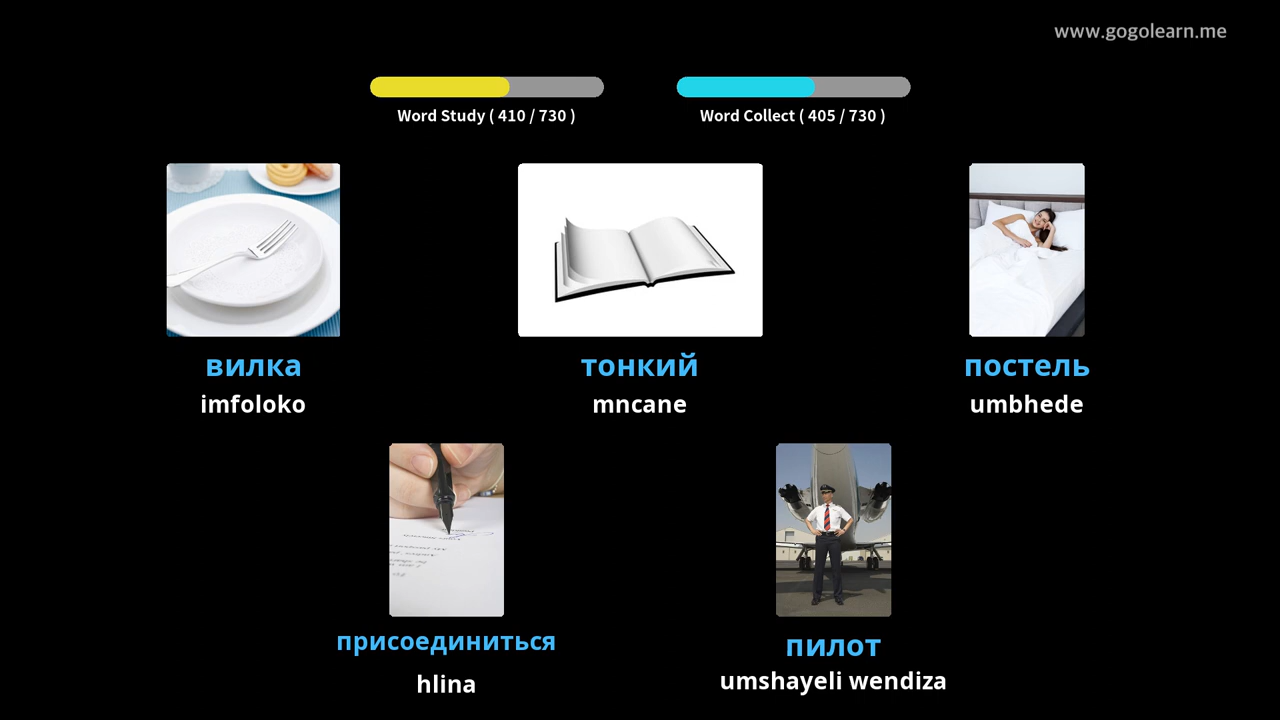 www.gogolearn.me
Word Study ( 410 / 730 )
Word Collect ( 405 / 730 )
вилка
тонкий
постель
imfoloko
mncane
umbhede
присоединиться
пилот
hlina
umshayeli wendiza